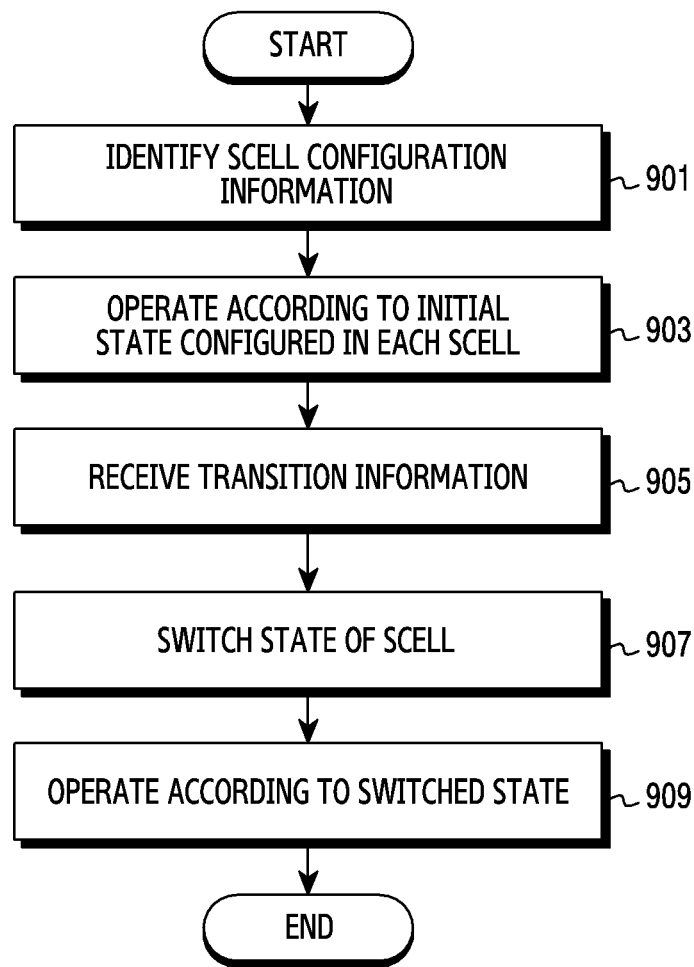 START
IDENTIFY SCELL CONFIGURATION
INFORMATION
901
OPERATE ACCORDING TO INITIAL
STATE CONFIGURED IN EACH SCELL
903
RECEIVE TRANSITION INFORMATION
905
SWITCH STATE OF SCELL
907
OPERATE ACCORDING TO SWITCHED STATE
909
END